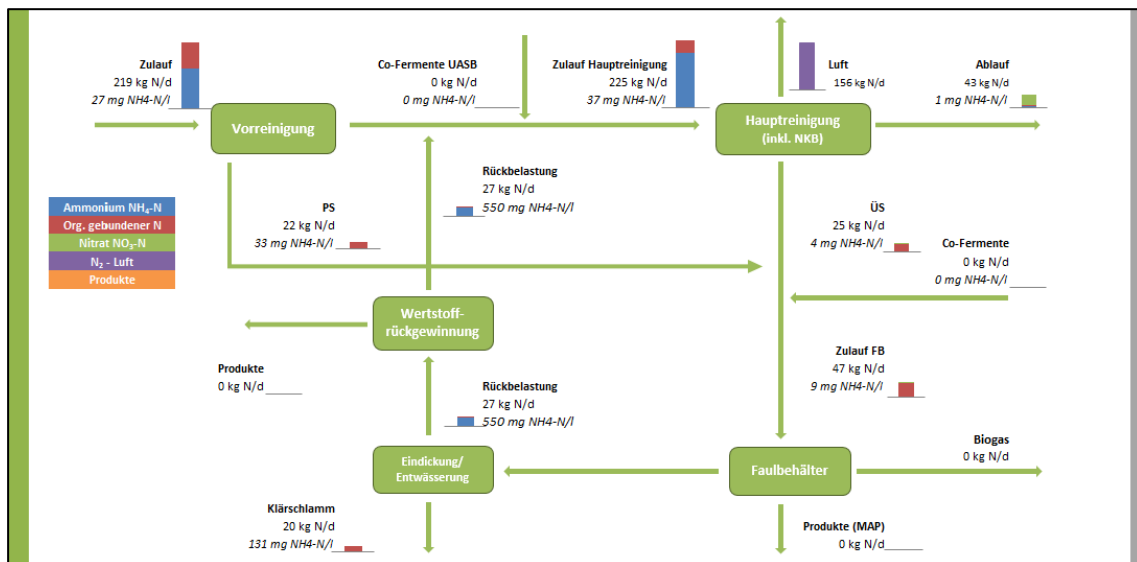 Zulauf
219 kg N/d
27 mg NH4-N/l
Co-Fermente UASB
0 kg N/d
0 mg NH4-N/l
Zulauf Hauptreinigung
225 kg N/d
37 mg NH4-N/l
Luft
156 kg N/d
Ablauf
43 kg N/d
1 mg NH4-N/l
Vorreinigung
Hauptreinigung
(inkl. NKB)
Rückbelastung
27 kg N/d
550 mg NH4-N/l
Ammonium NH₄-N
Org. gebundener N
Nitrat NO₃-N
N₂ - Luft
Produkte
PS
22 kg N/d
33 mg NH4-N/l
ÜS
25 kg N/d
4 mg NH4-N/l
Co-Fermente
0 kg N/d
0 mg NH4-N/l
Wertstoff-
rückgewinnung
Produkte
0 kg N/d
Zulauf FB
47 kg N/d
9 mg NH4-N/l
Rückbelastung
27 kg N/d
550 mg NH4-N/l
Eindickung/
Entwässerung
Faulbehälter
Biogas
0 kg N/d
Klärschlamm
20 kg N/d
131 mg NH4-N/l
Produkte (MAP)
0 kg N/d